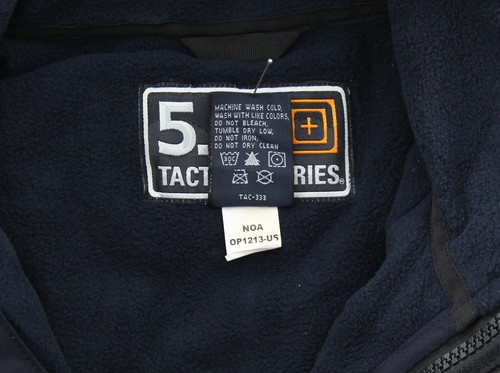 5.
TACT RIES®
MACHINE WASH COLD,
WASH WITH LIKE COLORS,
DO NOT BLEACH,
TUMBLE DRY LOW,
DO NOT IRON,
DO NOT DRY CLEAN
30C
TAC-333
NOA
OP1213-US